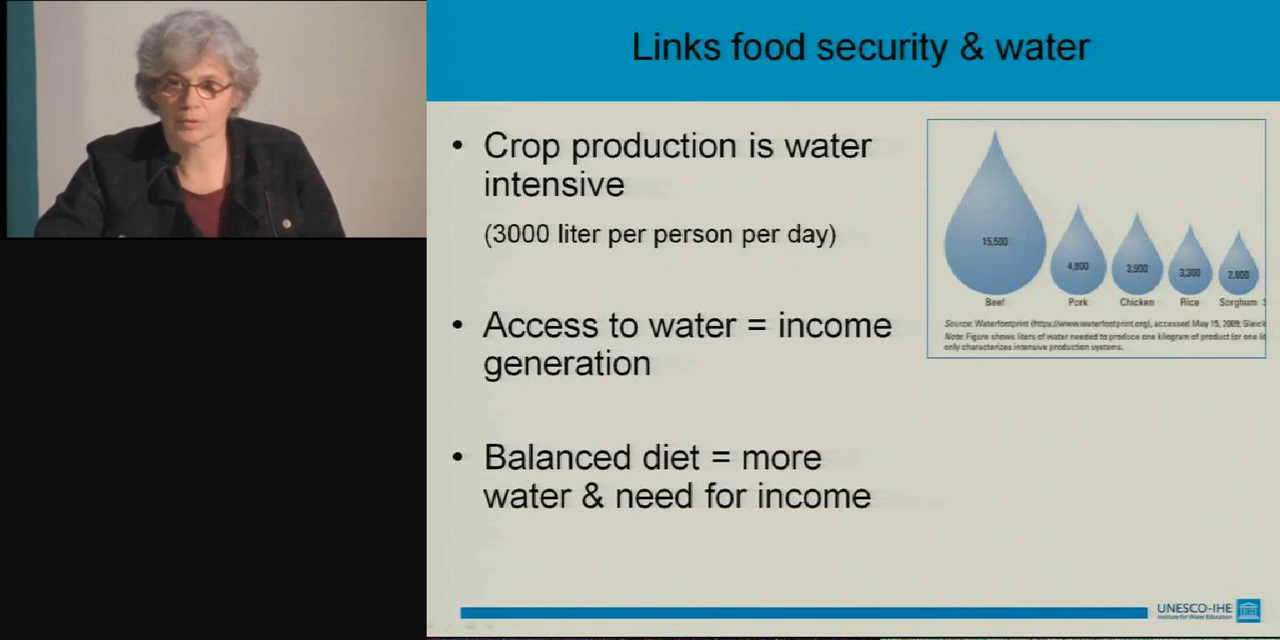 Links food security & water
• Crop production is water
intensive
(3000 liter per person per day)
• Access to water = income
generation
• Balanced diet = more
water & need for income
15,500
4,800
3,900
3,300
2,800
Beef
Pork
Chicken
Rice
Sorghum
Source: Waterfootprint (https://www.waterfootprint.org), accessed May 15, 2009; Gleick
Note: Figure shows liters of water needed to produce one kilogram of product (or one
only characterizes intensive production systems.
UNESCO-IHE
Institute for Water Education